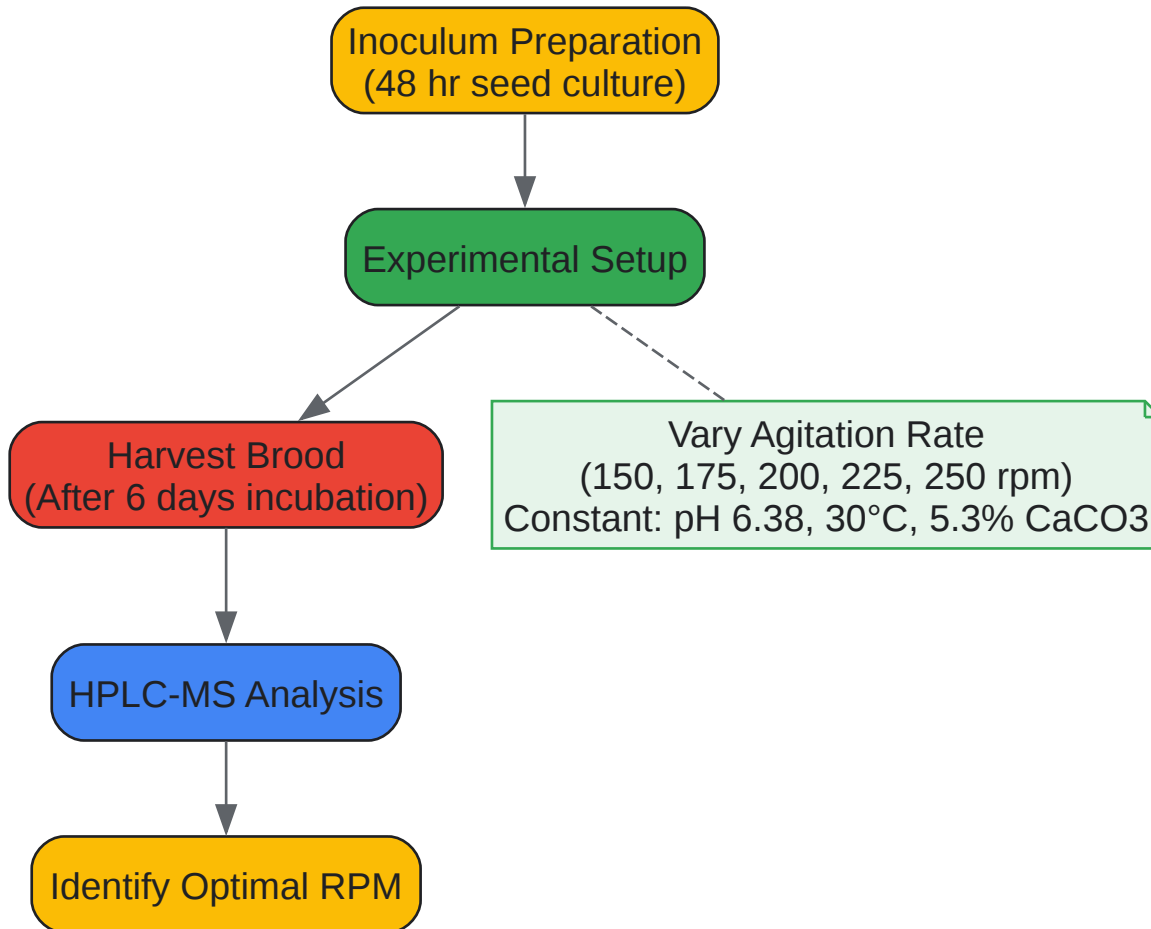 Inoculum Preparation
(48 hr seed culture)
Experimental Setup
Harvest Brood
(After 6 days incubation)
Vary Agitation Rate
(150, 175, 200, 225, 250 rpm)
Constant: pH 6.38, 30°C, 5.3% CaCO3
HPLC-MS Analysis
Identify Optimal RPM